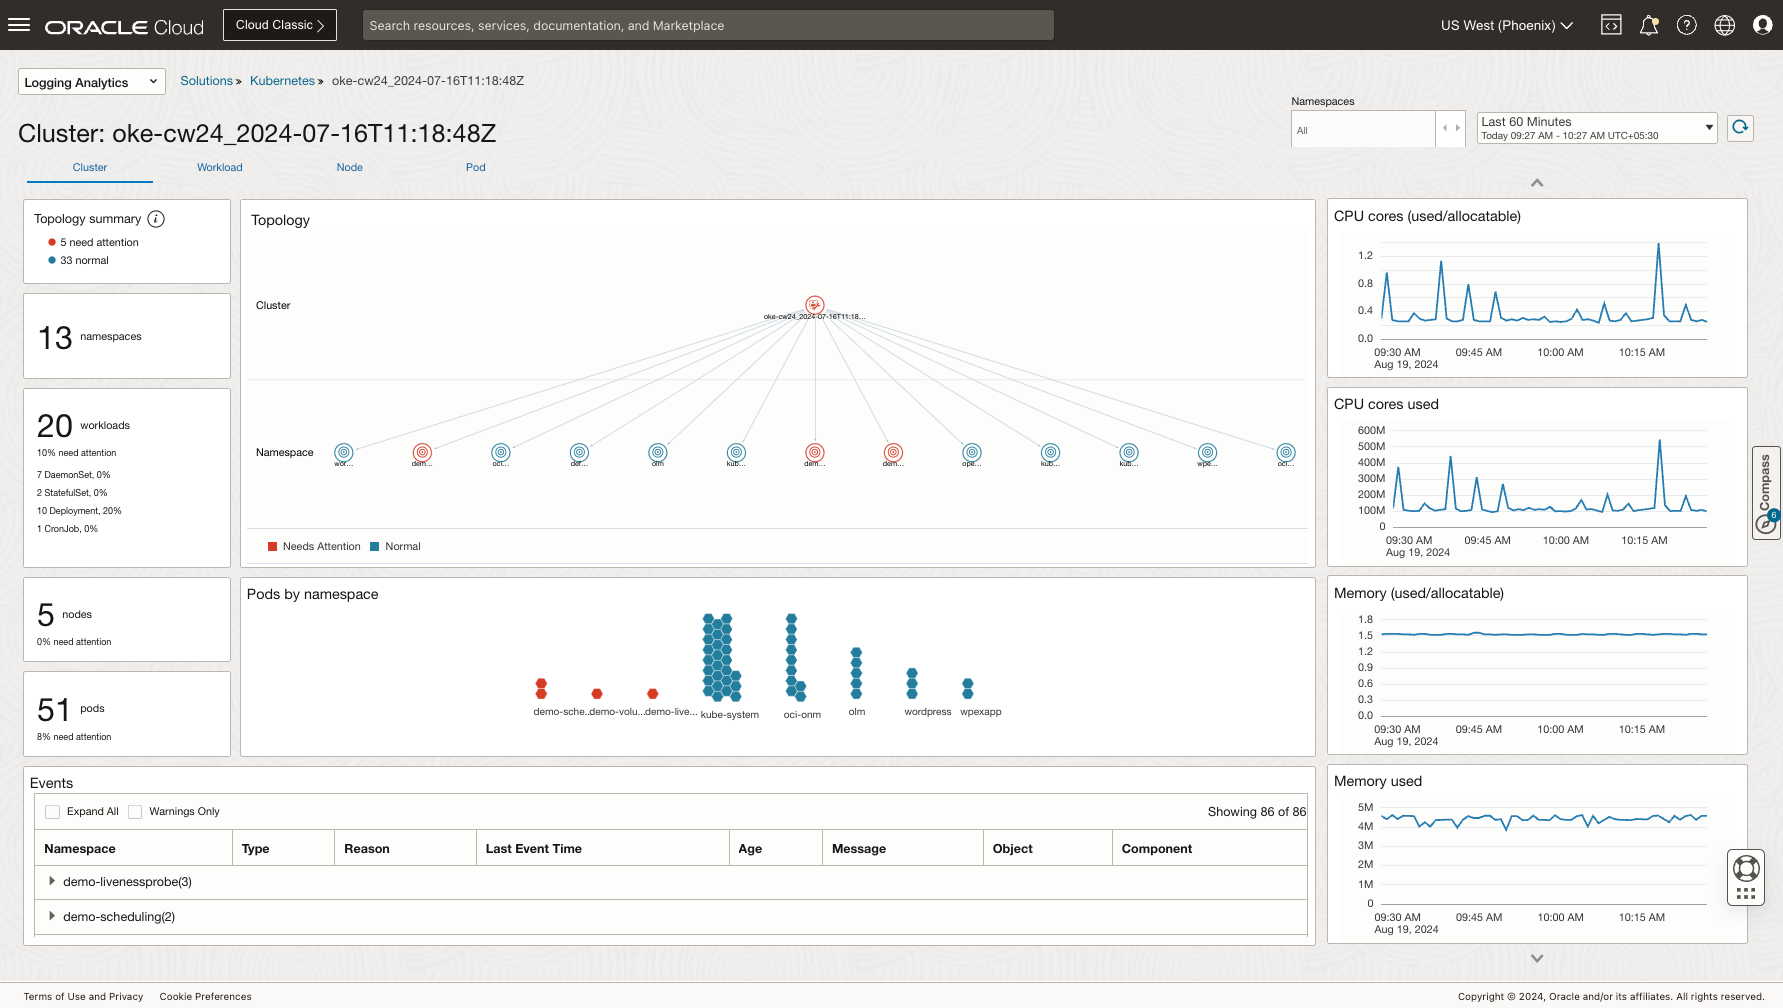 ORACLE Cloud
Cloud Classic
Search resources, services, documentation, and Marketplace
US West (Phoenix)
Logging Analytics
Solutions » Kubernetes » oke-cw24_2024-07-16T11:18:48Z
Cluster: oke-cw24_2024-07-16T11:18:48Z
Namespaces
All
Last 60 Minutes
Today 09:27 AM - 10:27 AM UTC+05:30
Cluster Workload Node Pod
Topology summary i
5 need attention
33 normal
13 namespaces
20 workloads
10% need attention
7 DaemonSet, 0%
2 StatefulSet, 0%
10 Deployment, 20%
1 CronJob, 0%
5 nodes
0% need attention
51 pods
8% need attention
Topology
Cluster
oke-cw24_2024-07-16T11:18...
Namespace
wor... dem... oci... def... olm kub... dem... dem... ope... kub... kub... wpe... oci...
Needs Attention Normal
Pods by namespace
demo-sche... demo-volu... demo-live... kube-system oci-onm olm wordpress wpexapp
Events
Expand All Warnings Only
Showing 86 of 86
Namespace Type Reason Last Event Time Age Message Object Component
demo-livenessprobe(3)
demo-scheduling(2)
CPU cores (used/allocatable)
1.2
0.8
0.4
0.0
09:30 AM 09:45 AM 10:00 AM 10:15 AM
Aug 19, 2024
CPU cores used
600M
500M
400M
300M
200M
100M
0
09:30 AM 09:45 AM 10:00 AM 10:15 AM
Aug 19, 2024
Memory (used/allocatable)
1.8
1.5
1.2
0.9
0.6
0.3
0.0
09:30 AM 09:45 AM 10:00 AM 10:15 AM
Aug 19, 2024
Memory used
5M
4M
3M
2M
1M
0
09:30 AM 09:45 AM 10:00 AM 10:15 AM
Aug 19, 2024
Compass
6
Terms of Use and Privacy Cookie Preferences
Copyright © 2024, Oracle and/or its affiliates. All rights reserved.